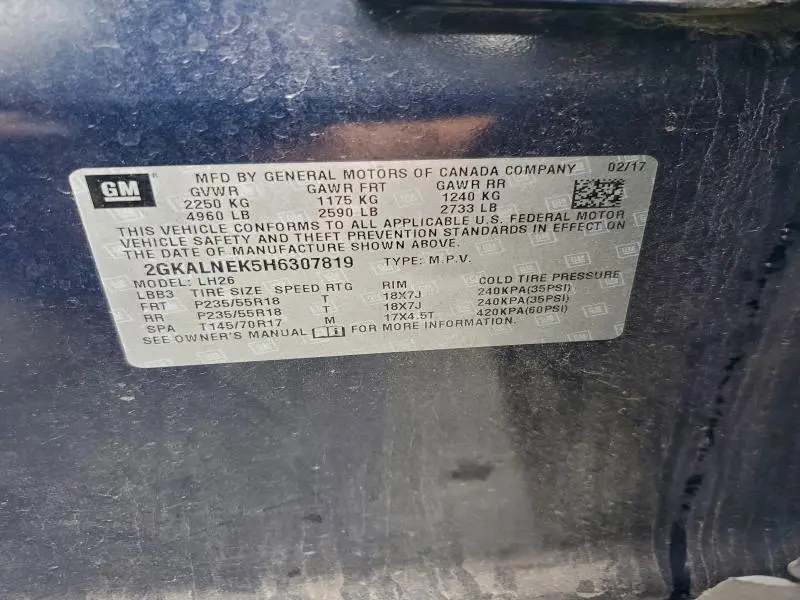 GM ® MFD BY GENERAL MOTORS OF CANADA COMPANY 02/17
GVWR GAWR FRT GAWR RR
2250 KG 1175 KG 1240 KG
4960 LB 2590 LB 2733 LB
THIS VEHICLE CONFORMS TO ALL APPLICABLE U.S. FEDERAL MOTOR
VEHICLE SAFETY AND THEFT PREVENTION STANDARDS IN EFFECT ON
THE DATE OF MANUFACTURE SHOWN ABOVE.
2GKALNEK5H6307819 TYPE: M.P.V.
MODEL: LH26
LBB3 TIRE SIZE SPEED RTG RIM COLD TIRE PRESSURE
FRT P235/55R18 T 18X7J 240KPA(35PSI)
RR P235/55R18 T 18X7J 240KPA(35PSI)
SPA T145/70R17 M 17X4.5T 420KPA(60PSI)
SEE OWNER'S MANUAL FOR MORE INFORMATION.